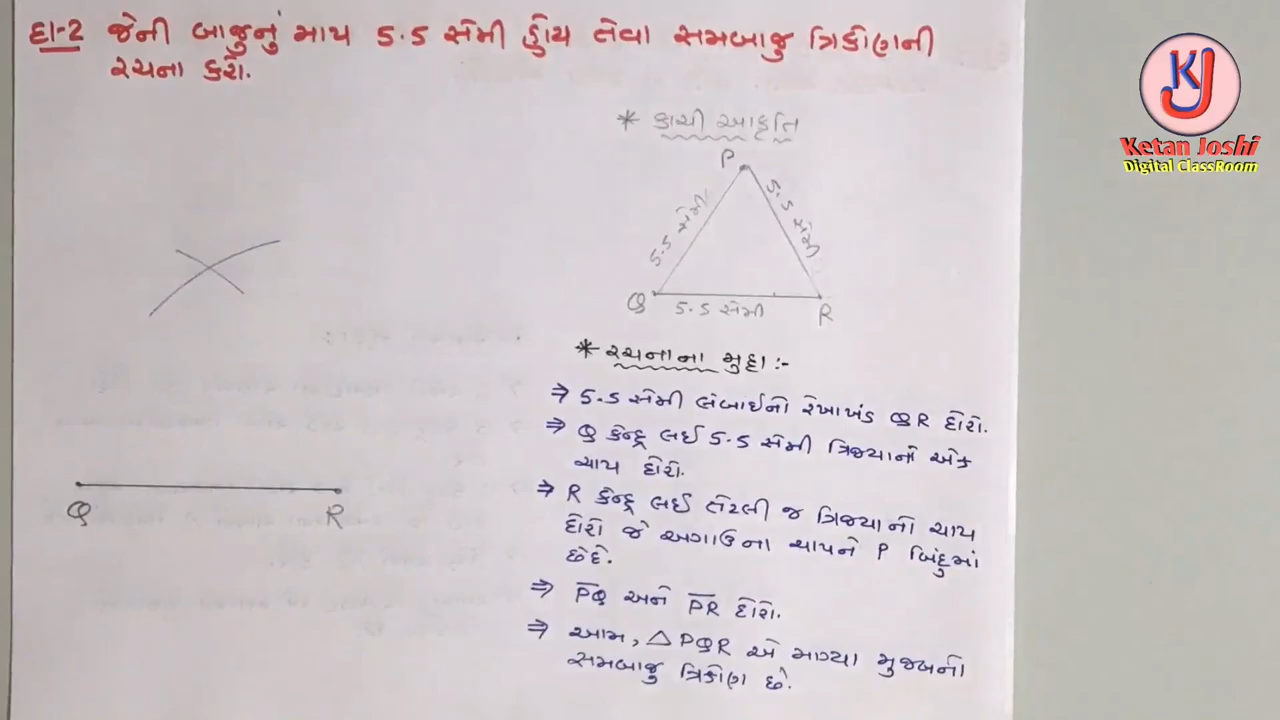 દા-2 જેની બાજુનું માપ 5.5 સેમી હોય તેવા સમબાજુ ત્રિકોણની
રચના કરો.
KJ
Ketan Joshi
Digital ClassRoom
* કાચી આકૃતિ
P
5.5 સેમી
5.5 સેમી
Q 5.5 સેમી R
* રચનાના મુદ્દા :-
⇒ 5.5 સેમી લંબાઈનો રેખાખંડ QR દોરો.
⇒ Q કેન્દ્ર લઈ 5.5 સેમી ત્રિજ્યાનો એક
ચાપ દોરો.
⇒ R કેન્દ્ર લઈ તેટલી જ ત્રિજ્યાનો ચાપ
દોરો જે અગાઉના ચાપને P બિંદુમાં
છેદે.
⇒ P̅Q̅ અને P̅R̅ દોરો.
⇒ આમ, △ PQR એ માગ્યા મુજબનો
સમબાજુ ત્રિકોણ છે.
Q R